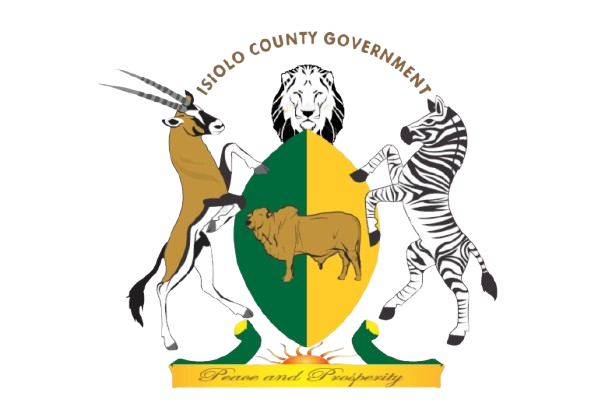 ISIOLO COUNTY GOVERNMENT
Peace and Prosperity